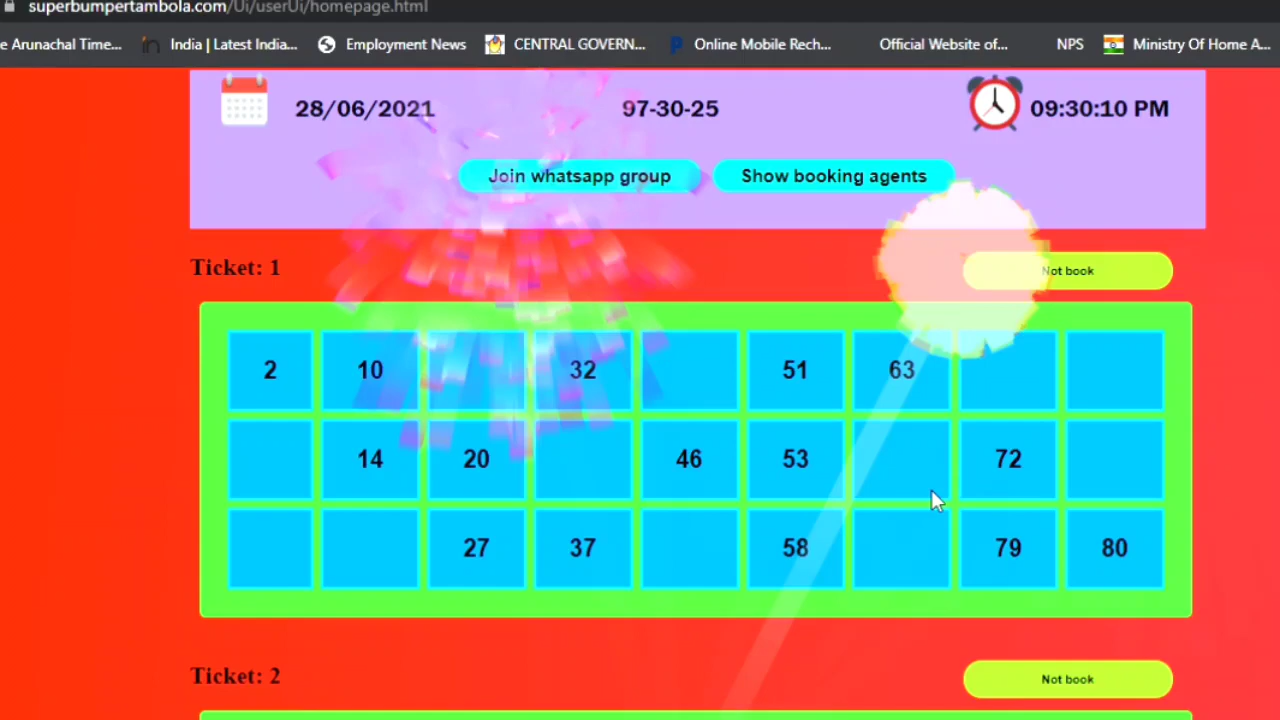 superbumpertambola.com/Ui/userUi/homepage.html
e Arunachal Time... India | Latest India... Employment News CENTRAL GOVERN... Online Mobile Rech... Official Website of... NPS Ministry Of Home A...
28/06/2021 97-30-25 09:30:10 PM
Join whatsapp group Show booking agents
Ticket: 1 Not book
2 10 32 51 63
14 20 46 53 72
27 37 58 79 80
Ticket: 2 Not book